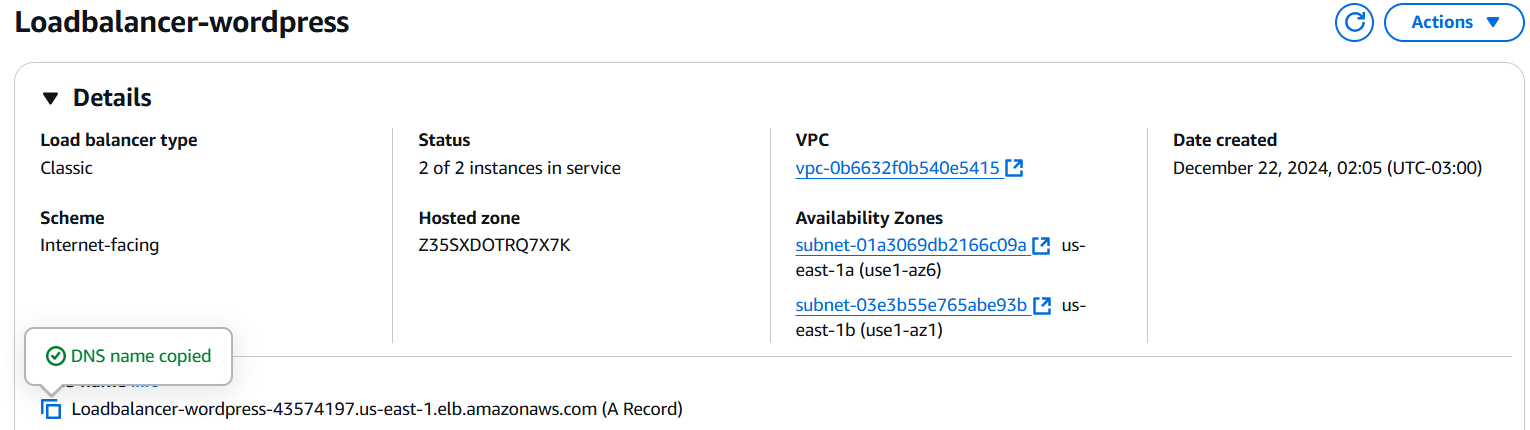 Loadbalancer-wordpress
Actions
Details
Load balancer type
Classic
Status
2 of 2 instances in service
VPC
vpc-0b6632f0b540e5415
Date created
December 22, 2024, 02:05 (UTC-03:00)
Scheme
Internet-facing
Hosted zone
Z35SXDOTRQ7X7K
Availability Zones
subnet-01a3069db2166c09a us-
east-1a (use1-az6)
subnet-03e3b55e765abe93b us-
east-1b (use1-az1)
DNS name copied
Loadbalancer-wordpress-43574197.us-east-1.elb.amazonaws.com (A Record)